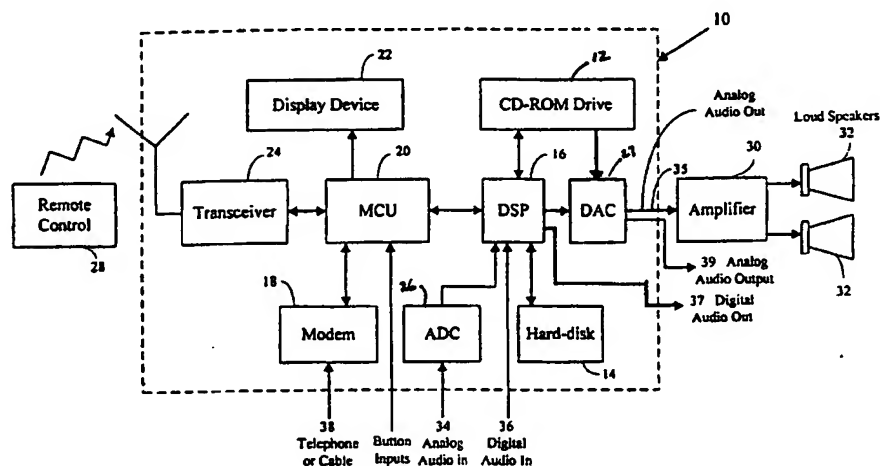 10
22
12
Display Device
CD-ROM Drive
Analog
Audio Out
Loud Speakers
32
24
20
16
27
35
30
Remote
Control
28
Transceiver
MCU
DSP
DAC
Amplifier
39 Analog
Audio Output
32
37 Digital
Audio Out
18
26
Modem
ADC
Hard-disk
14
38
Telephone
or Cable
Button
Inputs
34
Analog
Audio in
36
Digital
Audio In